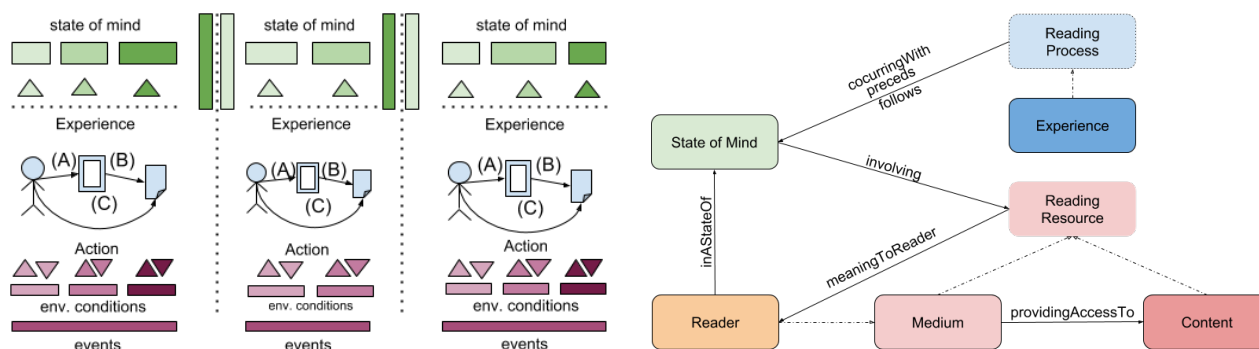 state of mind
Experience
(A)
(B)
(C)
Action
env. conditions
events
state of mind
Experience
(A)
(B)
(C)
Action
env. conditions
events
state of mind
Experience
(A)
(B)
(C)
Action
env. conditions
events
Reading
Process
cocurringWith
preceds
follows
Experience
State of Mind
involving
Reading
Resource
inAStateOf
meaningToReader
Reader
Medium
providingAccessTo
Content